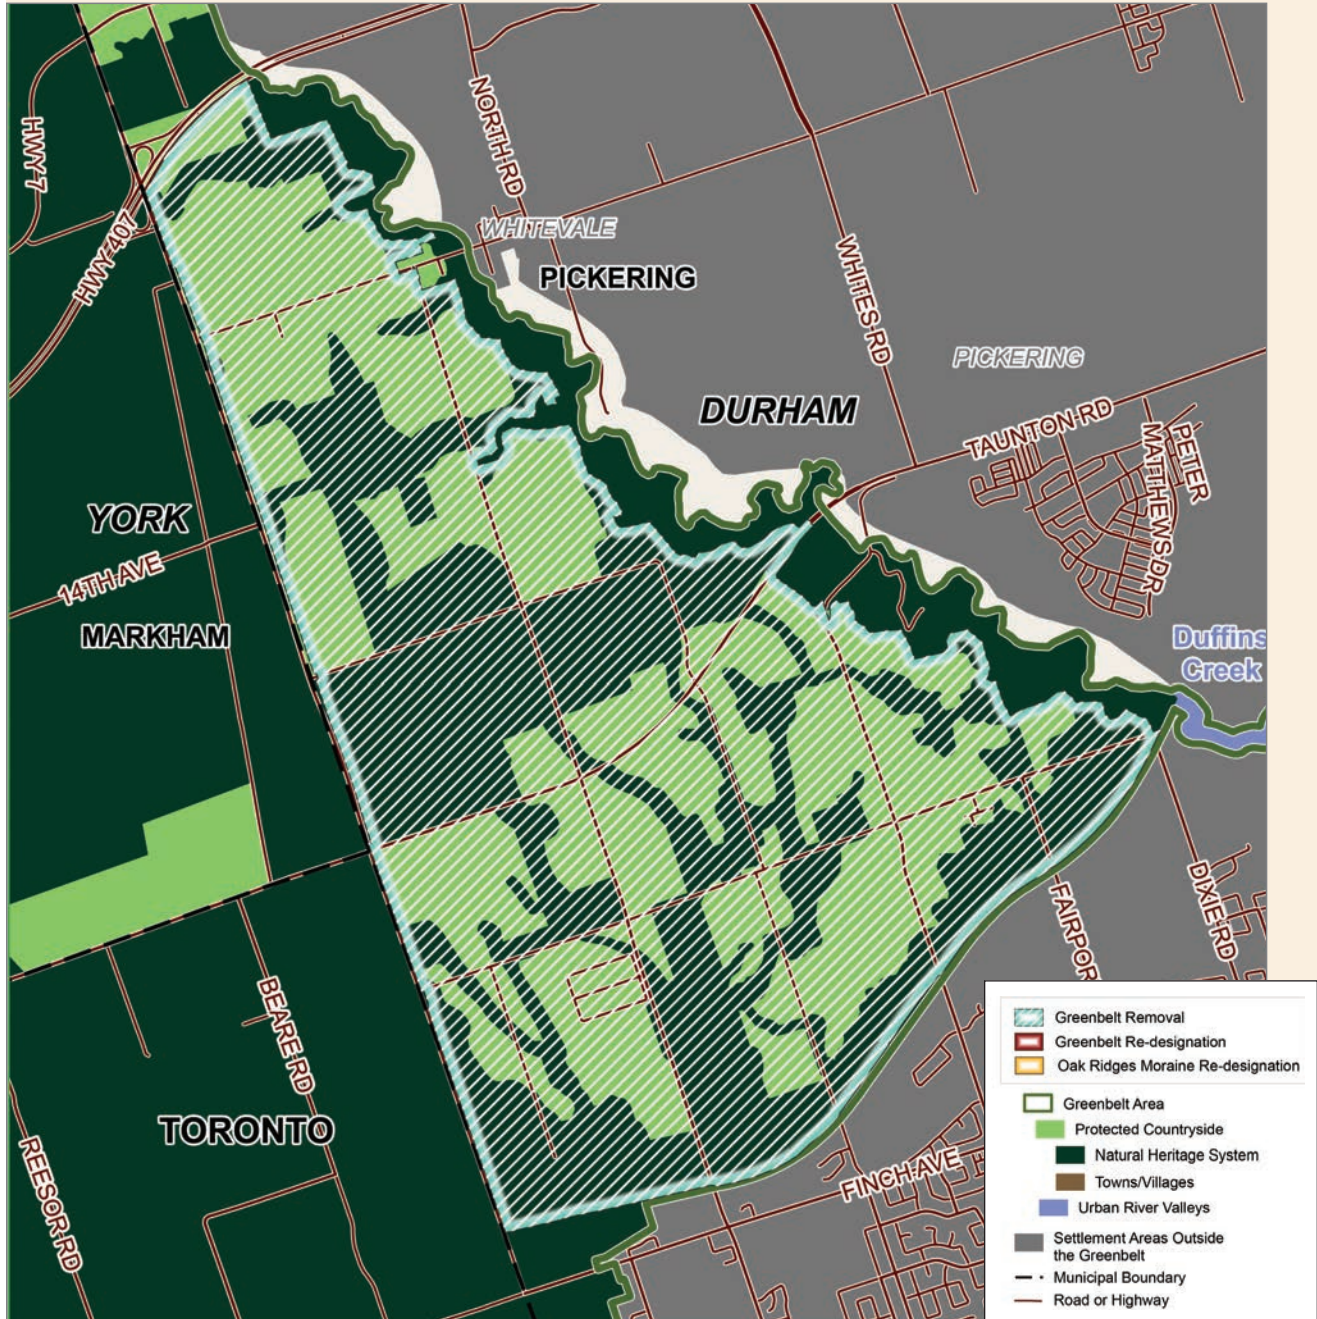 HWY 7
NORTH RD
HWY 407
WHITEVALE
PICKERING
WHITES RD
PICKERING
DURHAM
TAUNTON RD
PETER
MATTHEWS DR
YORK
14TH AVE
MARKHAM
Duffins
Creek
DIXIE RD
FAIRPOR
BEARE RD
TORONTO
REESOR RD
FINCH AVE
Greenbelt Removal
Greenbelt Re-designation
Oak Ridges Moraine Re-designation
Greenbelt Area
Protected Countryside
Natural Heritage System
Towns/Villages
Urban River Valleys
Settlement Areas Outside
the Greenbelt
Municipal Boundary
Road or Highway